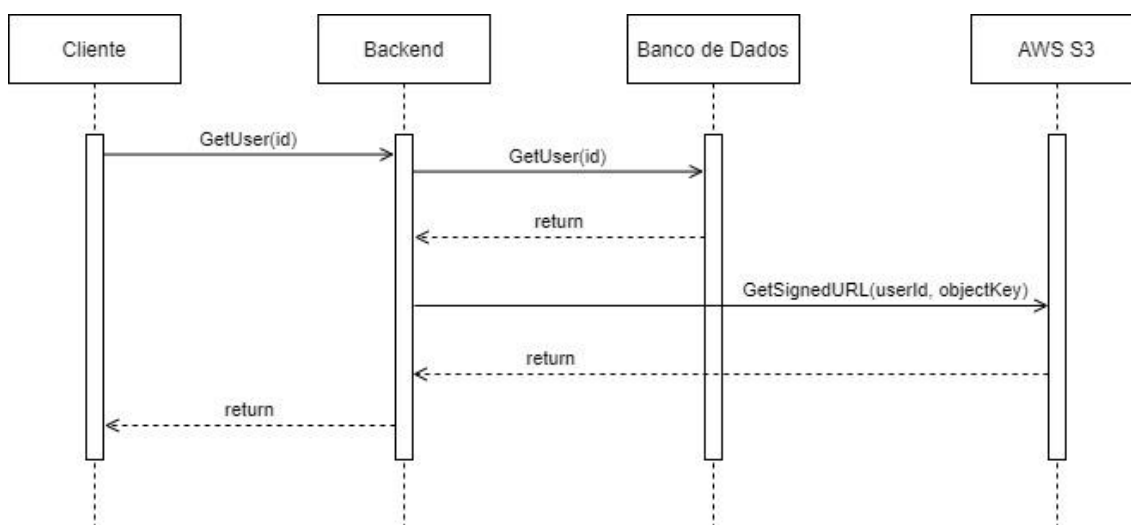 Cliente
Backend
Banco de Dados
AWS S3
GetUser(id)
GetUser(id)
return
GetSignedURL(userId, objectKey)
return
return